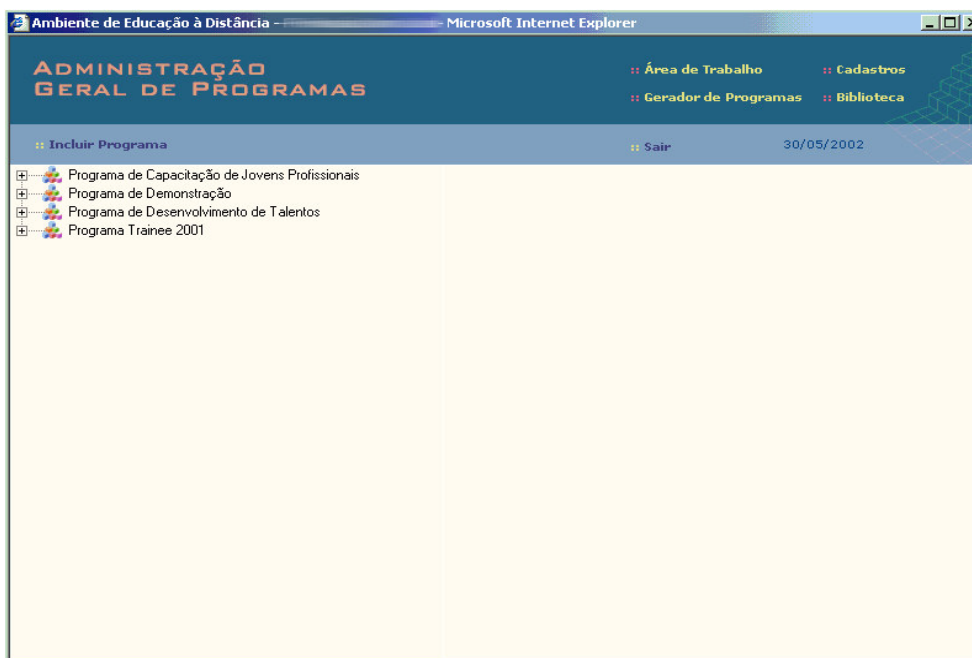 Ambiente de Educação à Distância - - Microsoft Internet Explorer
Administração
Geral de Programas
:: Área de Trabalho :: Cadastros
:: Gerador de Programas :: Biblioteca
:: Incluir Programa :: Sair 30/05/2002
Programa de Capacitação de Jovens Profissionais
Programa de Demonstração
Programa de Desenvolvimento de Talentos
Programa Trainee 2001